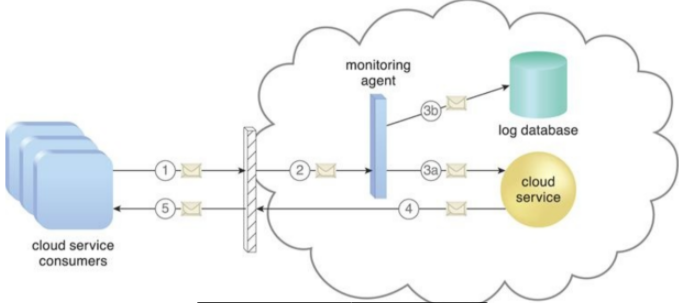 monitoring
agent
3b
log database
1
2
3a
cloud
service
5
4
cloud service
consumers